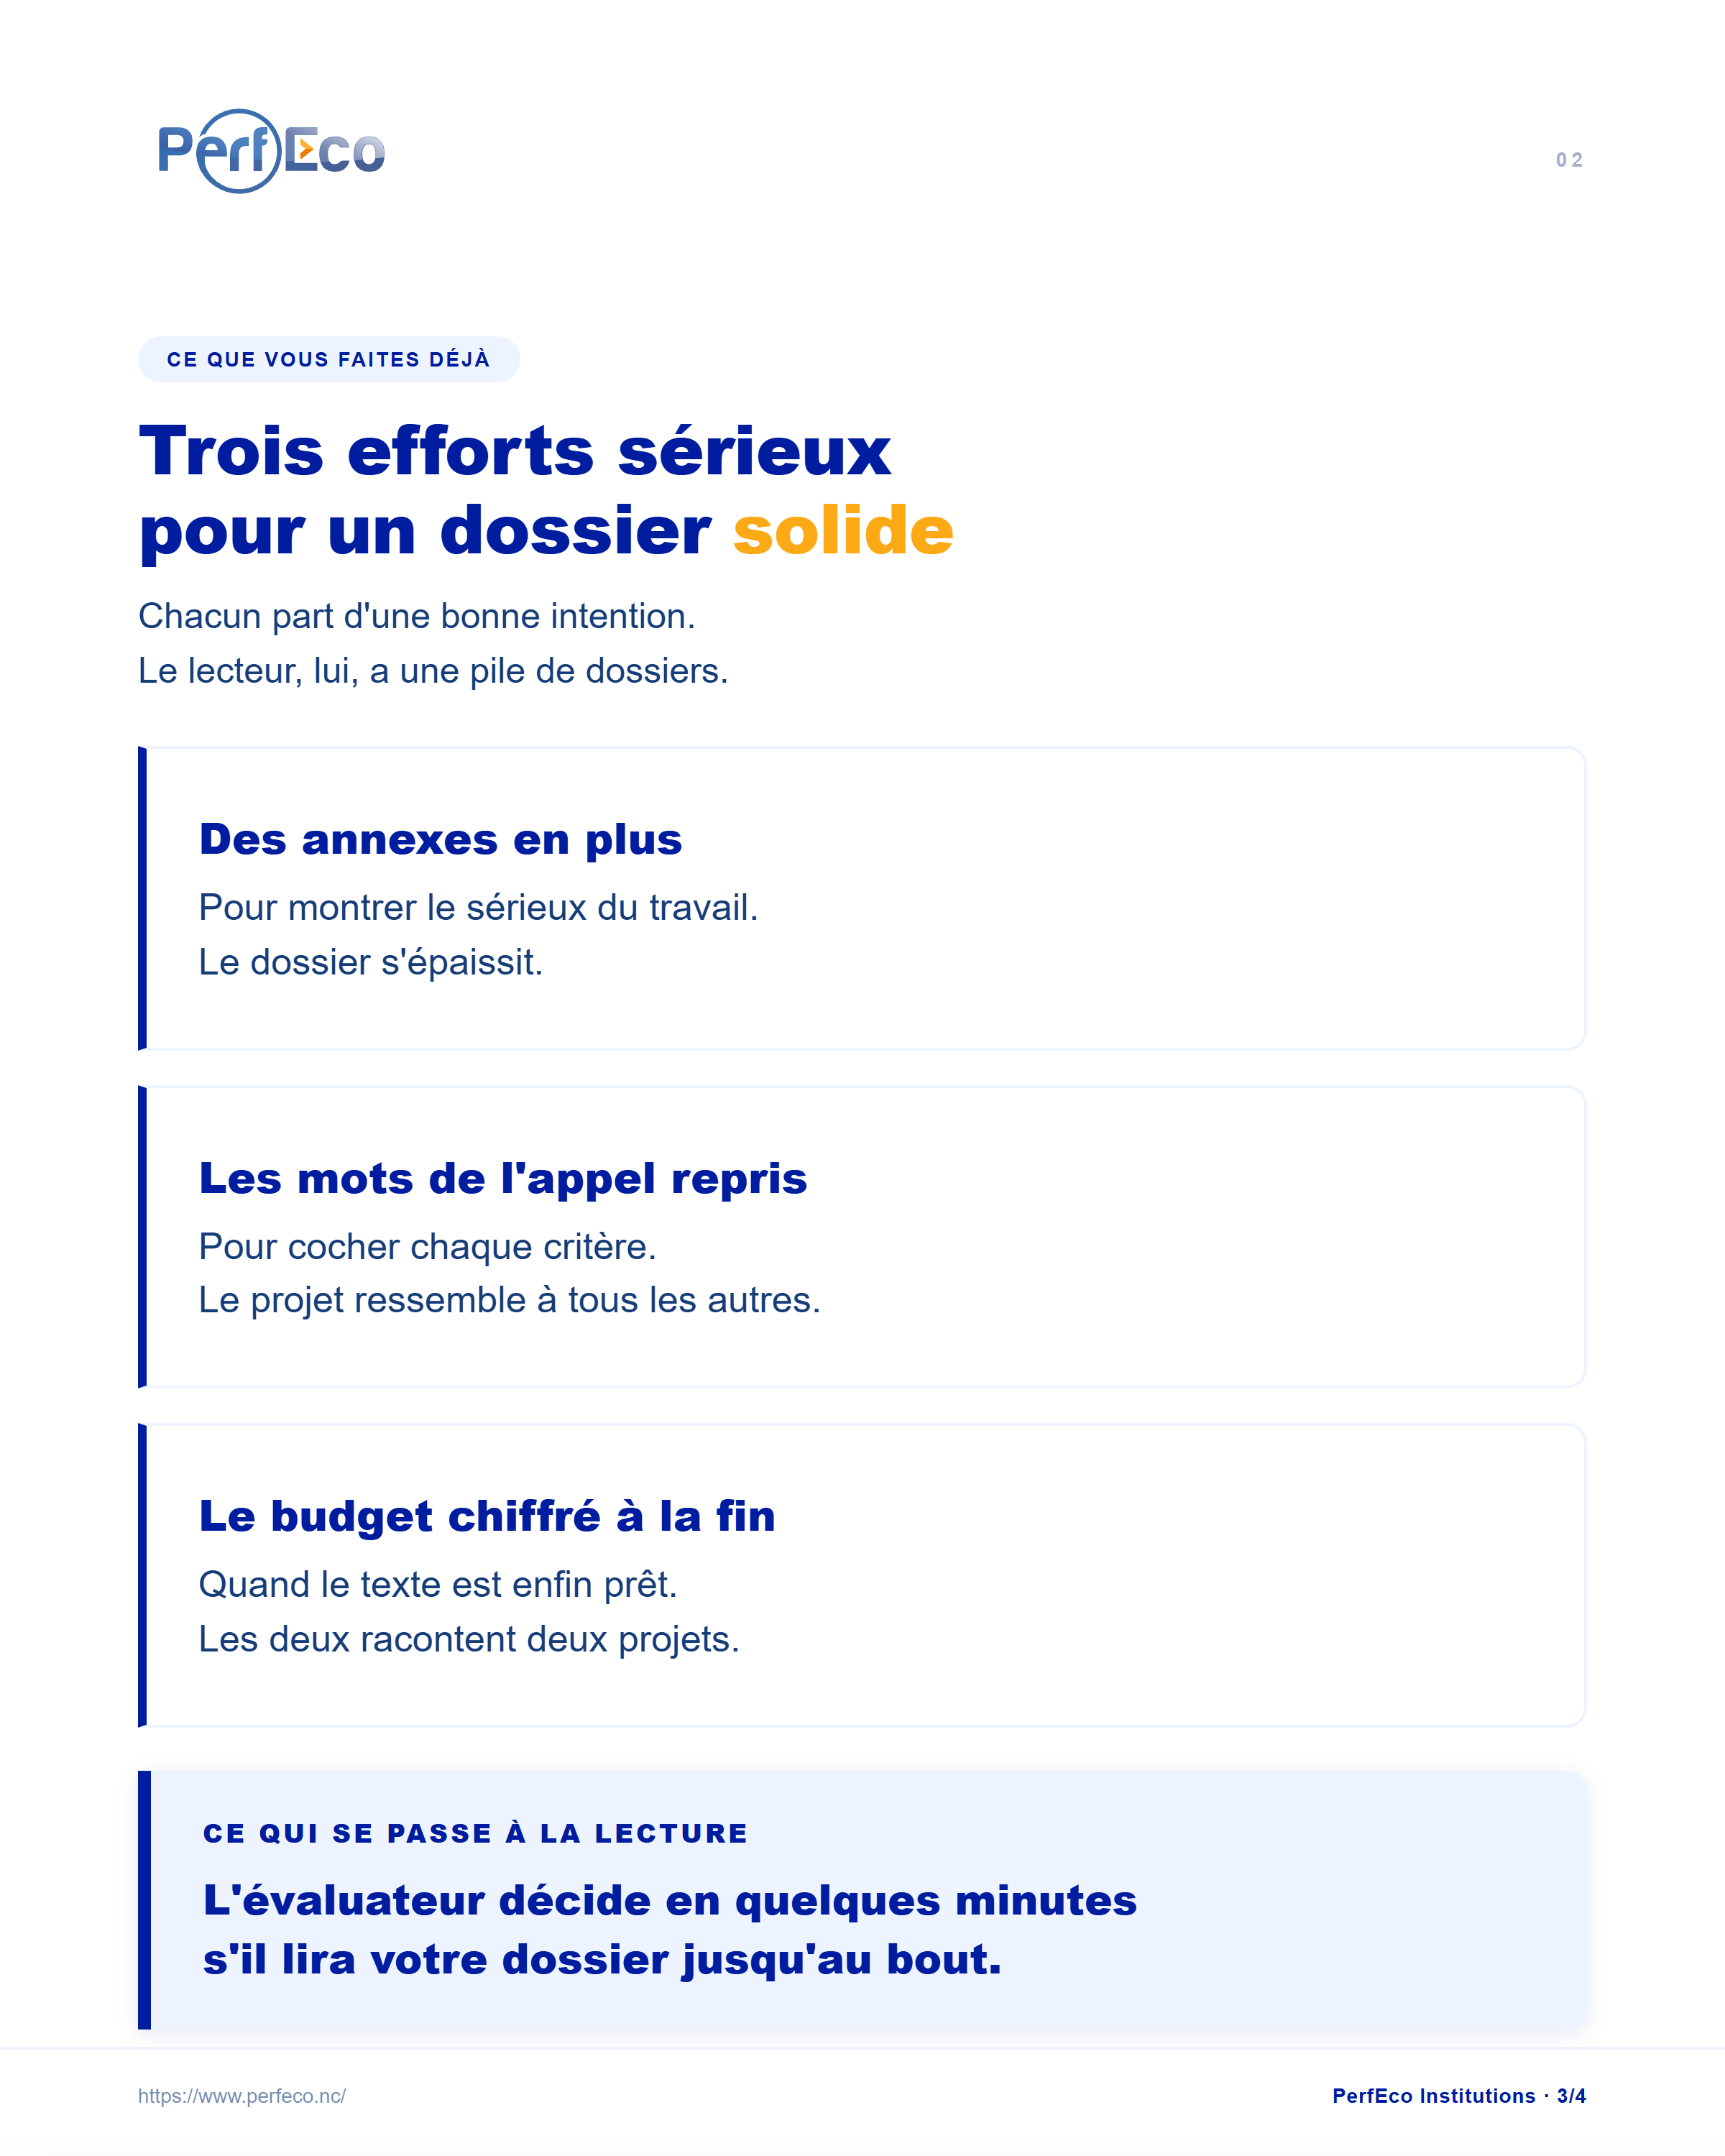 PerfEco
02
CE QUE VOUS FAITES DÉJÀ
Trois efforts sérieux
pour un dossier solide
Chacun part d'une bonne intention.
Le lecteur, lui, a une pile de dossiers.
Des annexes en plus
Pour montrer le sérieux du travail.
Le dossier s'épaissit.
Les mots de l'appel repris
Pour cocher chaque critère.
Le projet ressemble à tous les autres.
Le budget chiffré à la fin
Quand le texte est enfin prêt.
Les deux racontent deux projets.
CE QUI SE PASSE À LA LECTURE
L'évaluateur décide en quelques minutes
s'il lira votre dossier jusqu'au bout.
https://www.perfeco.nc/
PerfEco Institutions · 3/4